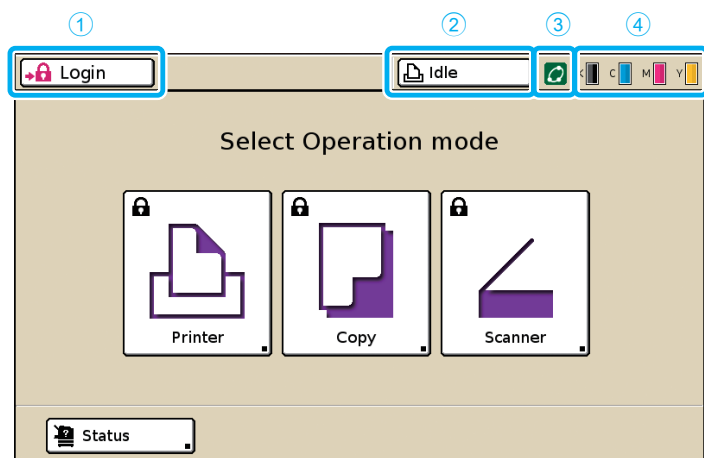 ① ② ③ ④
Login Idle K C M Y
Select Operation mode
Printer Copy Scanner
Status